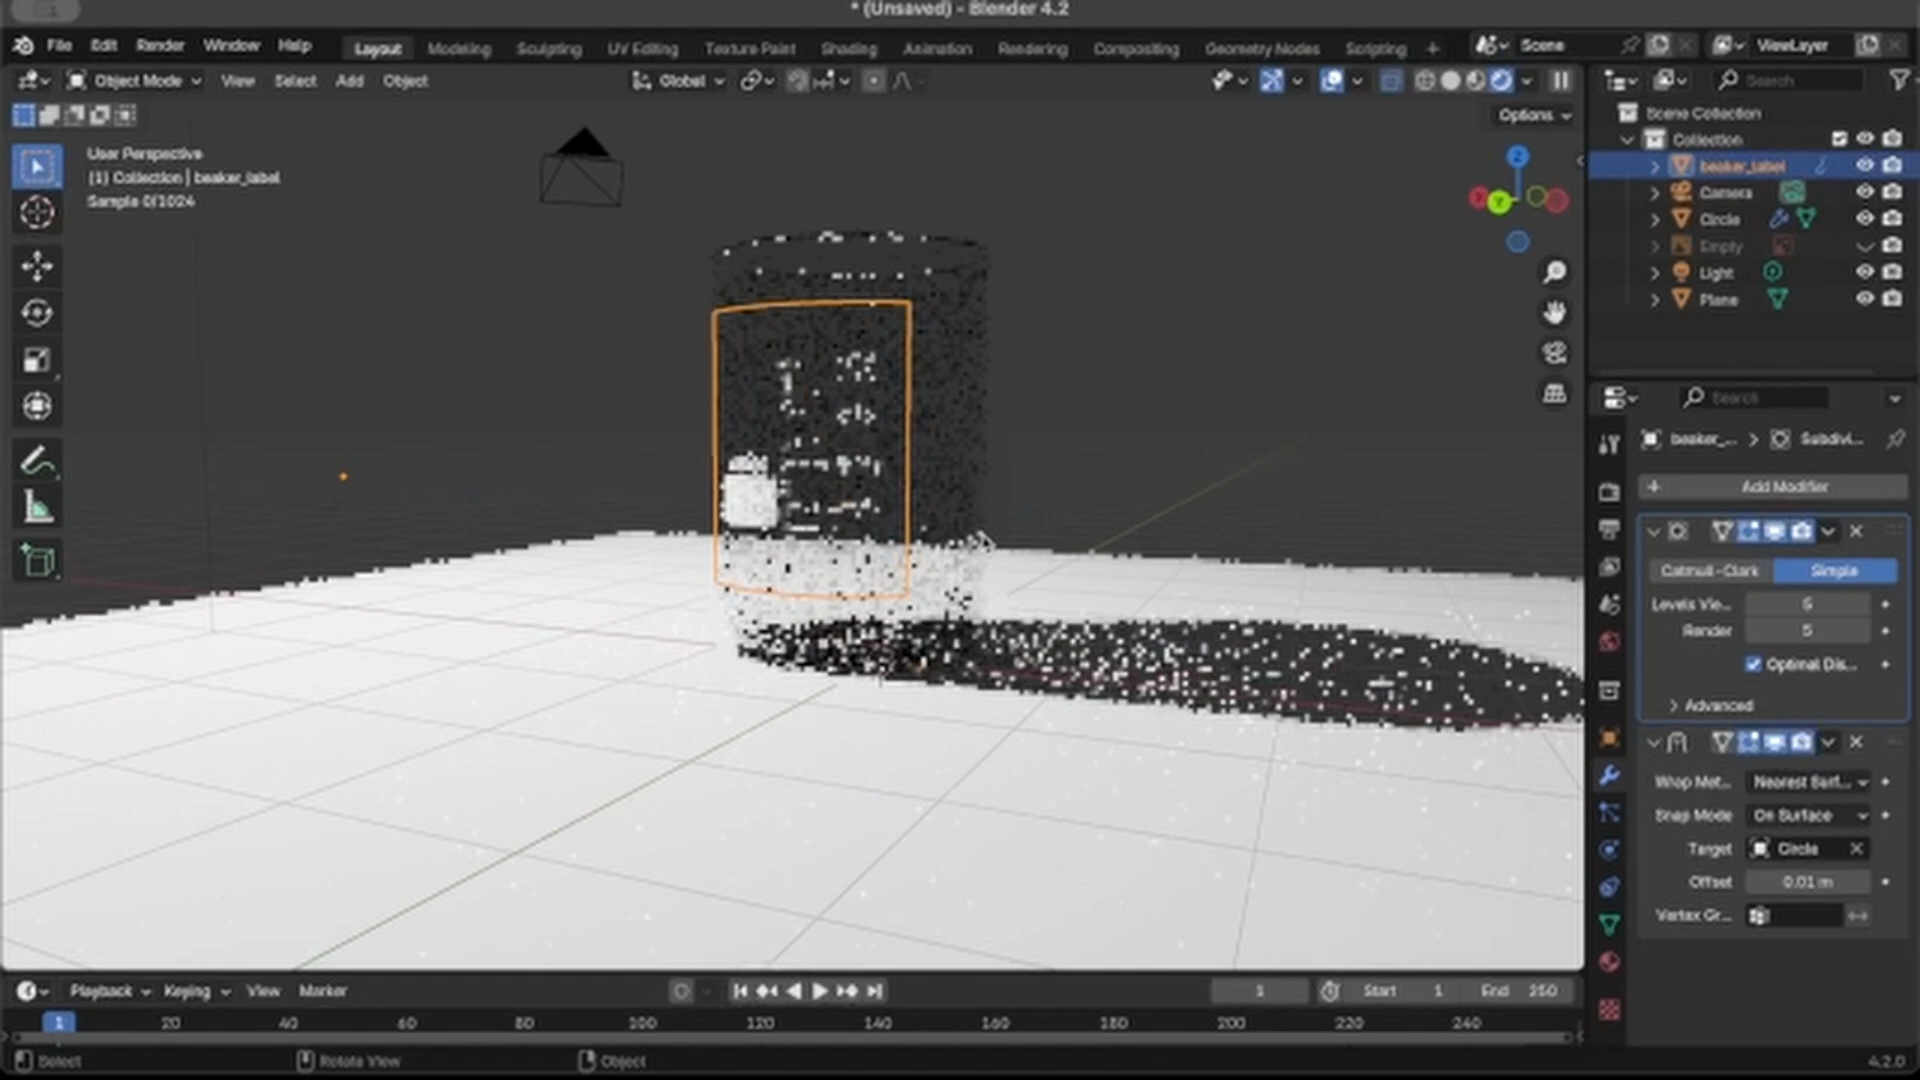 * (Unsaved) - Blender 4.2
File Edit Render Window Help Layout Modeling Sculpting UV Editing Texture Paint Shading Animation Rendering Compositing Geometry Nodes Scripting + Scene ViewLayer
Object Mode View Select Add Object Global Search
Options
User Perspective
(1) Collection | beaker_label
Sample 0/1024
Z
X
Y
Scene Collection
Collection
beaker_label
Camera
Circle
Empty
Light
Plane
Search
beaker_... > Subdivi...
+ Add Modifier
Catmull-Clark Simple
Levels Vie... 5
Render 5
Optimal Dis...
Advanced
Wrap Met... Nearest Surf...
Snap Mode On Surface
Target Circle
Offset 0.01 m
Vertex Gr...
Playback Keying View Marker 1 Start 1 End 250
1 20 40 60 80 100 120 140 160 180 200 220 240
Select Rotate View Object 4.2.0